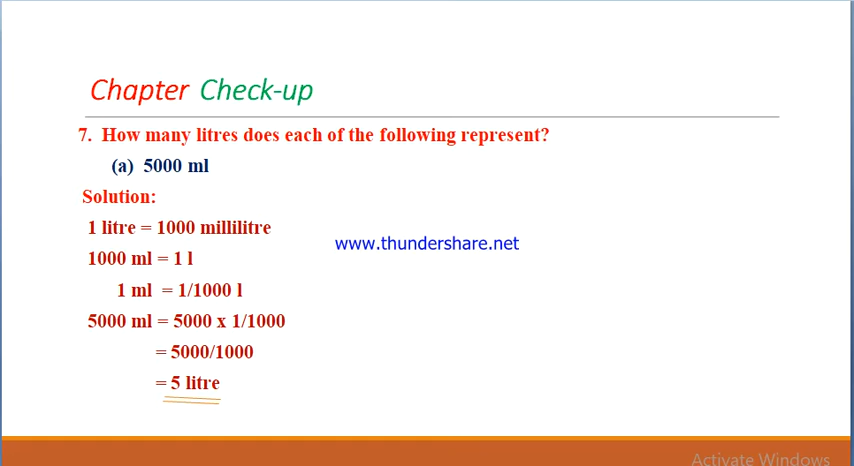 Chapter Check-up
7. How many litres does each of the following represent?
(a) 5000 ml
Solution:
1 litre = 1000 millilitre
www.thundershare.net
1000 ml = 1 l
1 ml = 1/1000 l
5000 ml = 5000 x 1/1000
= 5000/1000
= 5 litre
Activate Windows